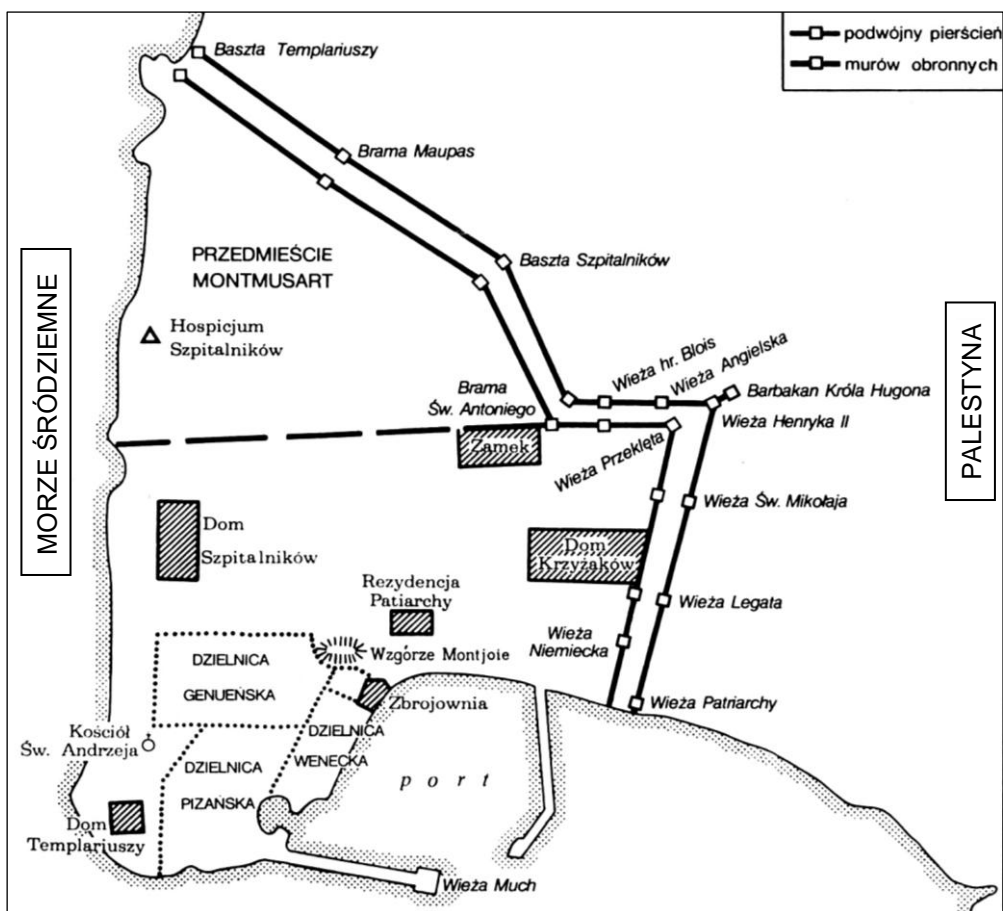 podwójny pierścień
murów obronnych
Baszta Templariuszy
Brama Maupas
Baszta Szpitalników
PRZEDMIEŚCIE
MONTMUSART
MORZE ŚRÓDZIEMNE
PALESTYNA
Hospicjum
Szpitalników
Wieża hr. Blois
Wieża Angielska
Barbakan Króla Hugona
Brama
Św. Antoniego
Wieża Henryka II
Zamek
Wieża Przeklęta
Wieża Św. Mikołaja
Dom
Szpitalników
Dom
Krzyżaków
Rezydencja
Patiarchy
Wieża Legata
Wieża
Niemiecka
Wzgórze Montjoie
DZIELNICA
GENUEŃSKA
Zbrojownia
Wieża Patriarchy
Kościół
Św. Andrzeja
DZIELNICA
WENECKA
DZIELNICA
PIZAŃSKA
port
Dom
Templariuszy
Wieża Much